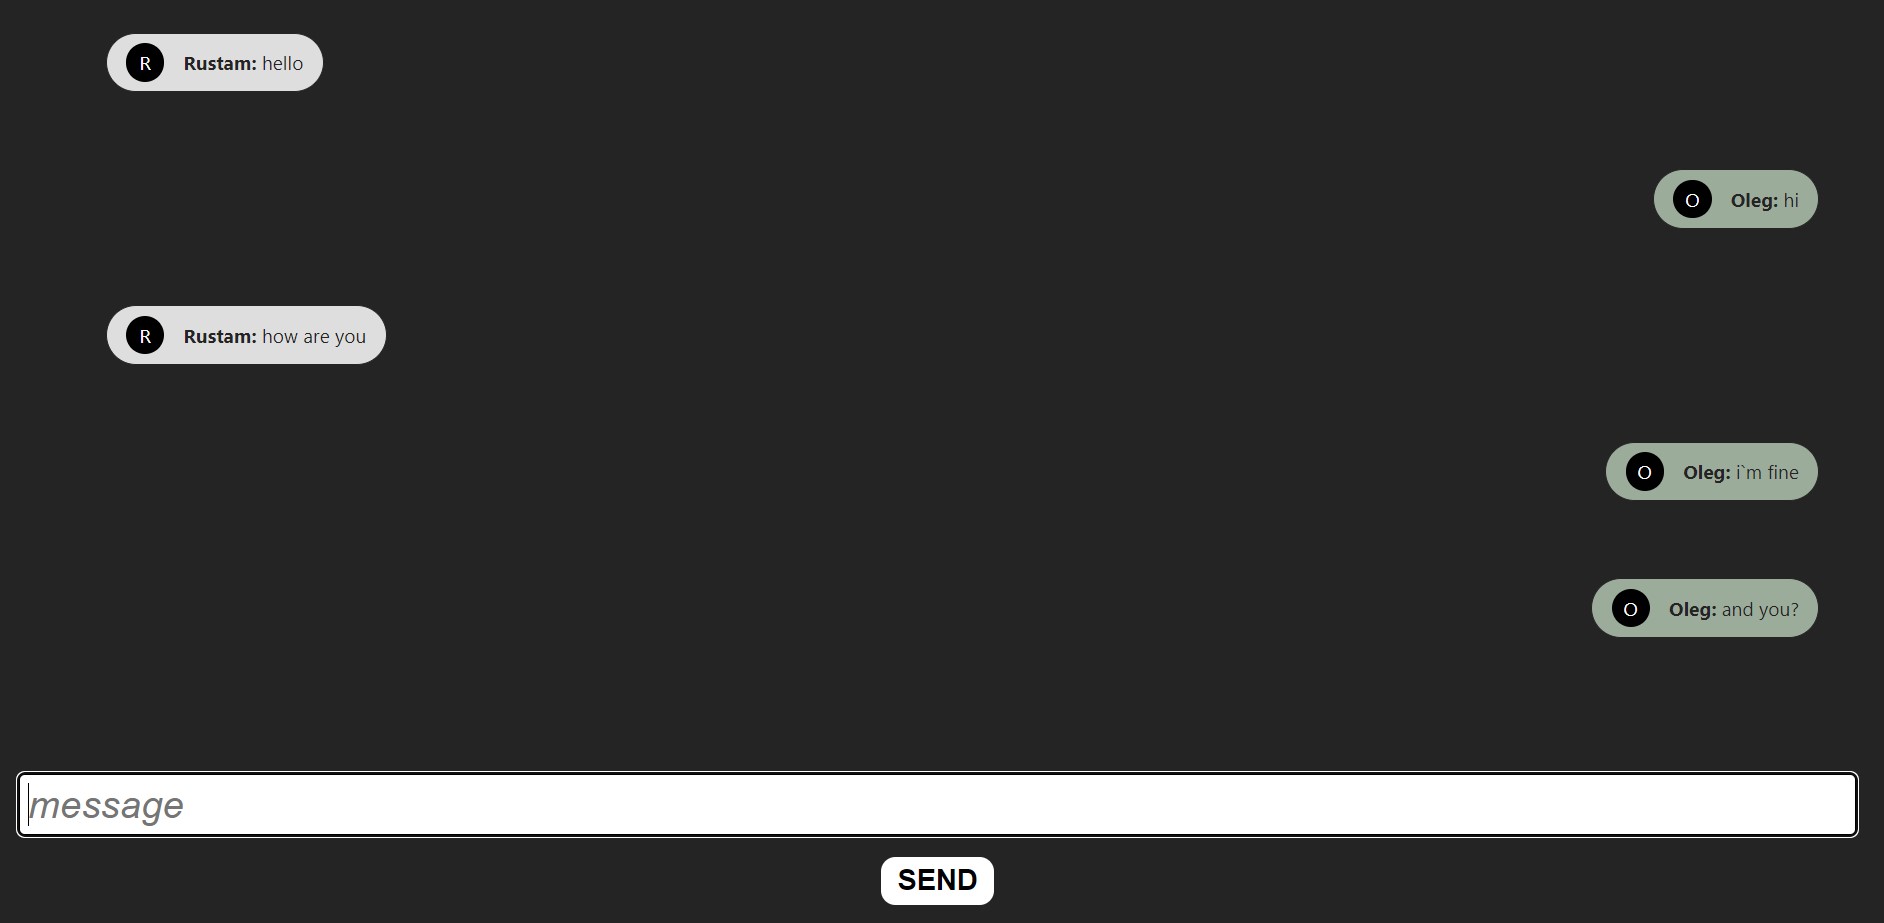 R Rustam: hello
O Oleg: hi
R Rustam: how are you
O Oleg: i`m fine
O Oleg: and you?
message
SEND